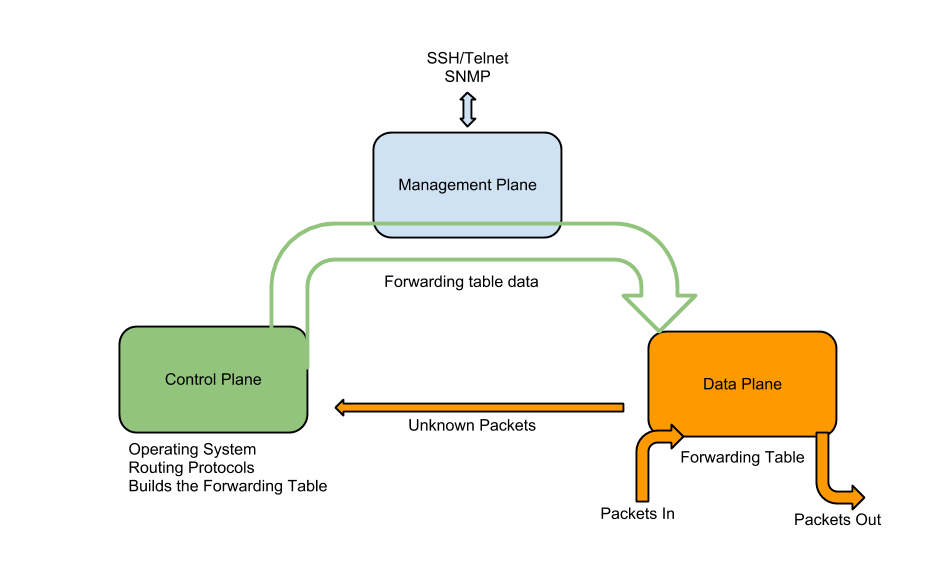 SSH/Telnet
SNMP
Management Plane
Forwarding table data
Control Plane
Data Plane
Unknown Packets
Operating System
Routing Protocols
Builds the Forwarding Table
Forwarding Table
Packets In
Packets Out